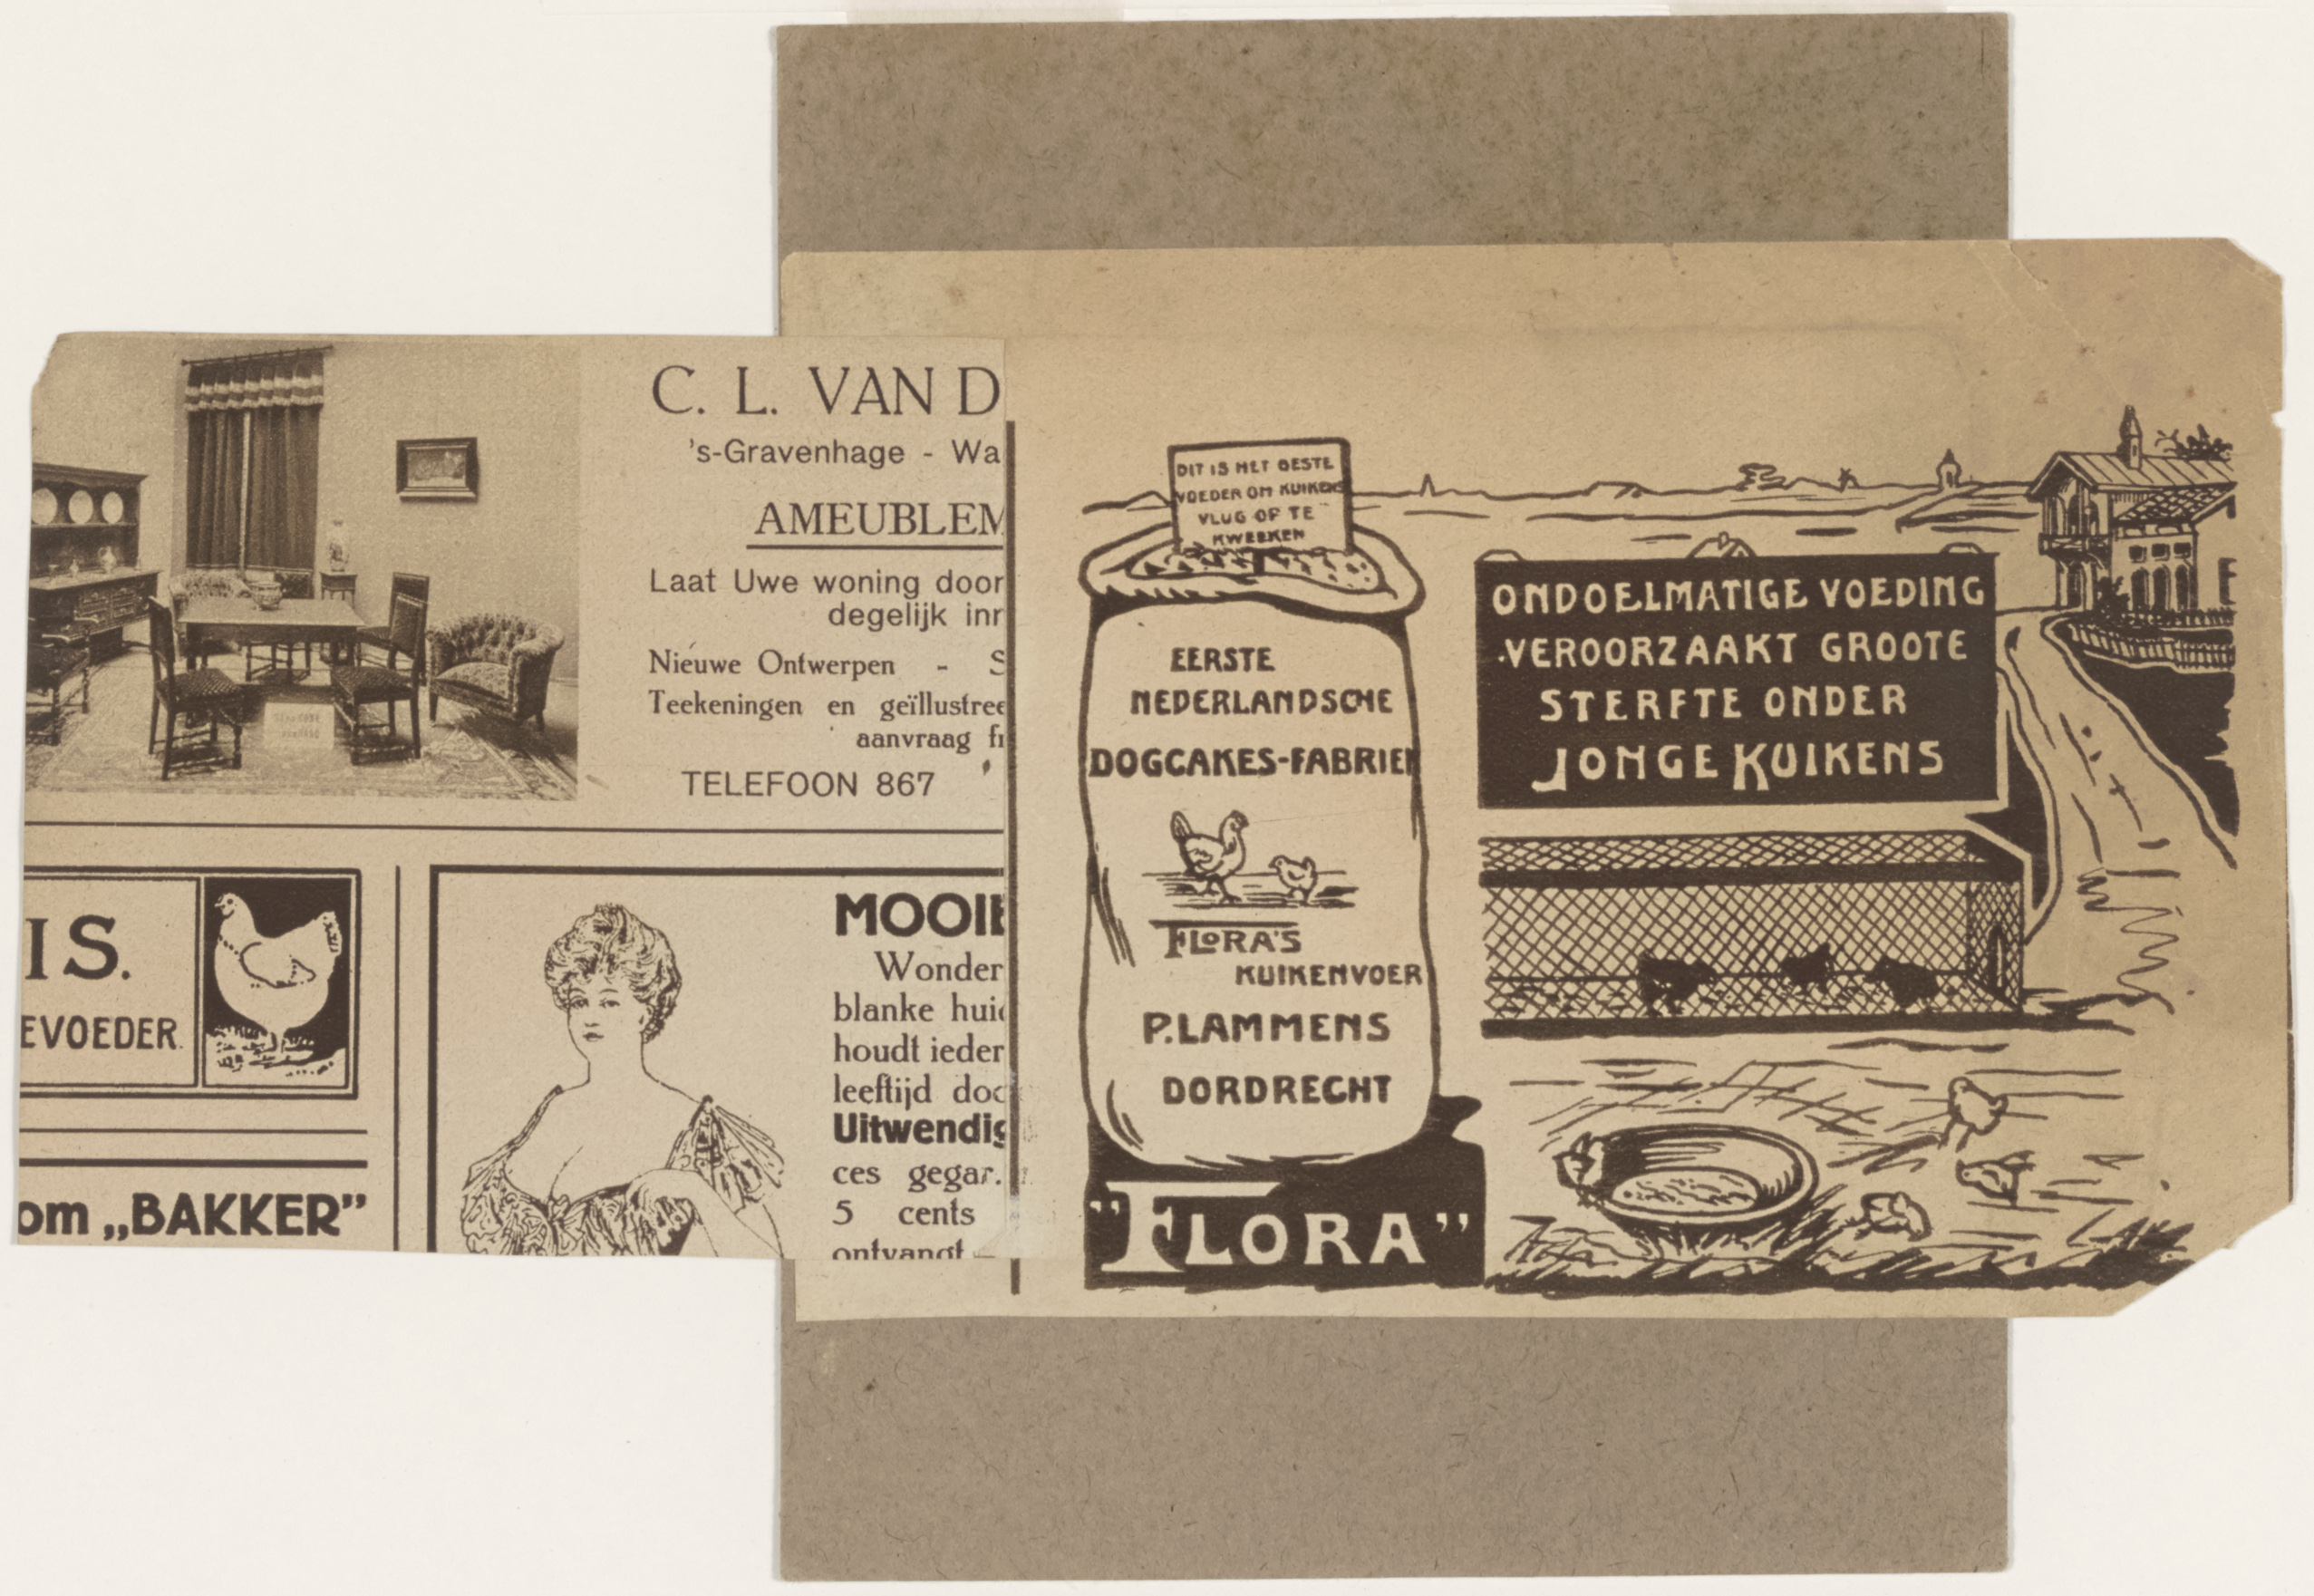 C. L. VAN D
's-Gravenhage - Wa
AMEUBLEM
Laat Uwe woning door
degelijk inr
Nieuwe Ontwerpen - S
Teekeningen en geïllustree
aanvraag fr
TELEFOON 867
IS.
EVOEDER.
om „BAKKER”
MOOIE
Wonder
blanke huid
houdt ieder
leeftijd doo
Uitwendig
ces gegar.
5 cents
ontvangt
DIT IS HET BESTE
VOEDER OM KUIKENS
VLUG OP TE
KWEEKEN
EERSTE
NEDERLANDSCHE
DOGCAKES-FABRIEK
FLORA'S
KUIKENVOER
P. LAMMENS
DORDRECHT
"FLORA"
ONDOELMATIGE VOEDING
VEROORZAAKT GROOTE
STERFTE ONDER
JONGE KUIKENS